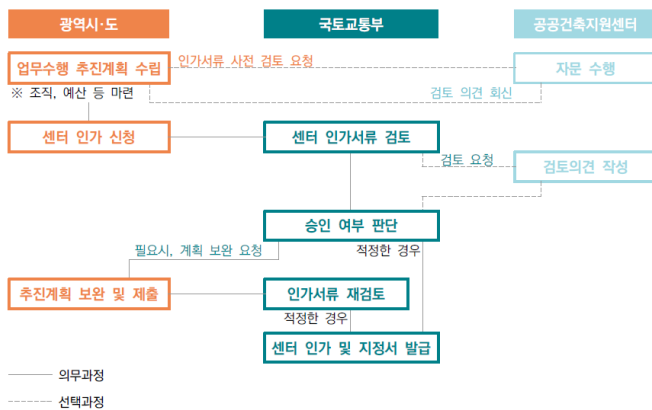 광역시·도
국토교통부
공공건축지원센터
업무수행 추진계획 수립
인가서류 사전 검토 요청
자문 수행
※ 조직, 예산 등 마련
검토 의견 회신
센터 인가 신청
센터 인가서류 검토
검토 요청
검토의견 작성
승인 여부 판단
필요시, 계획 보완 요청
적정한 경우
추진계획 보완 및 제출
인가서류 재검토
적정한 경우
센터 인가 및 지정서 발급
의무과정
선택과정